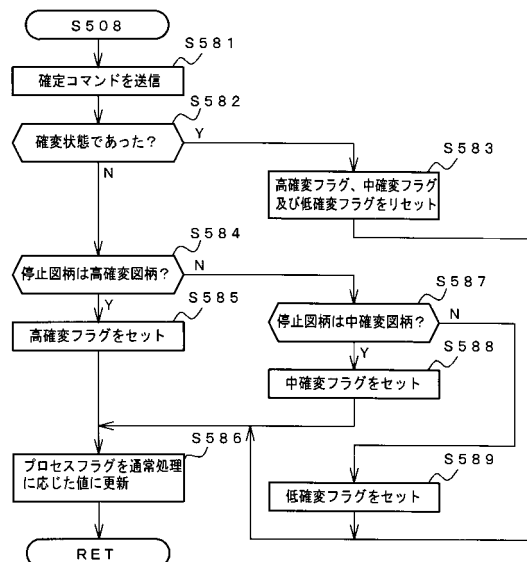 S508
S581
確定コマンドを送信
S582
確変状態であった?
Y
N
S583
高確変フラグ、中確変フラグ
及び低確変フラグをリセット
S584
停止図柄は高確変図柄?
N
Y
S585
高確変フラグをセット
S587
停止図柄は中確変図柄?
N
Y
S588
中確変フラグをセット
S586
プロセスフラグを通常処理
に応じた値に更新
S589
低確変フラグをセット
RET